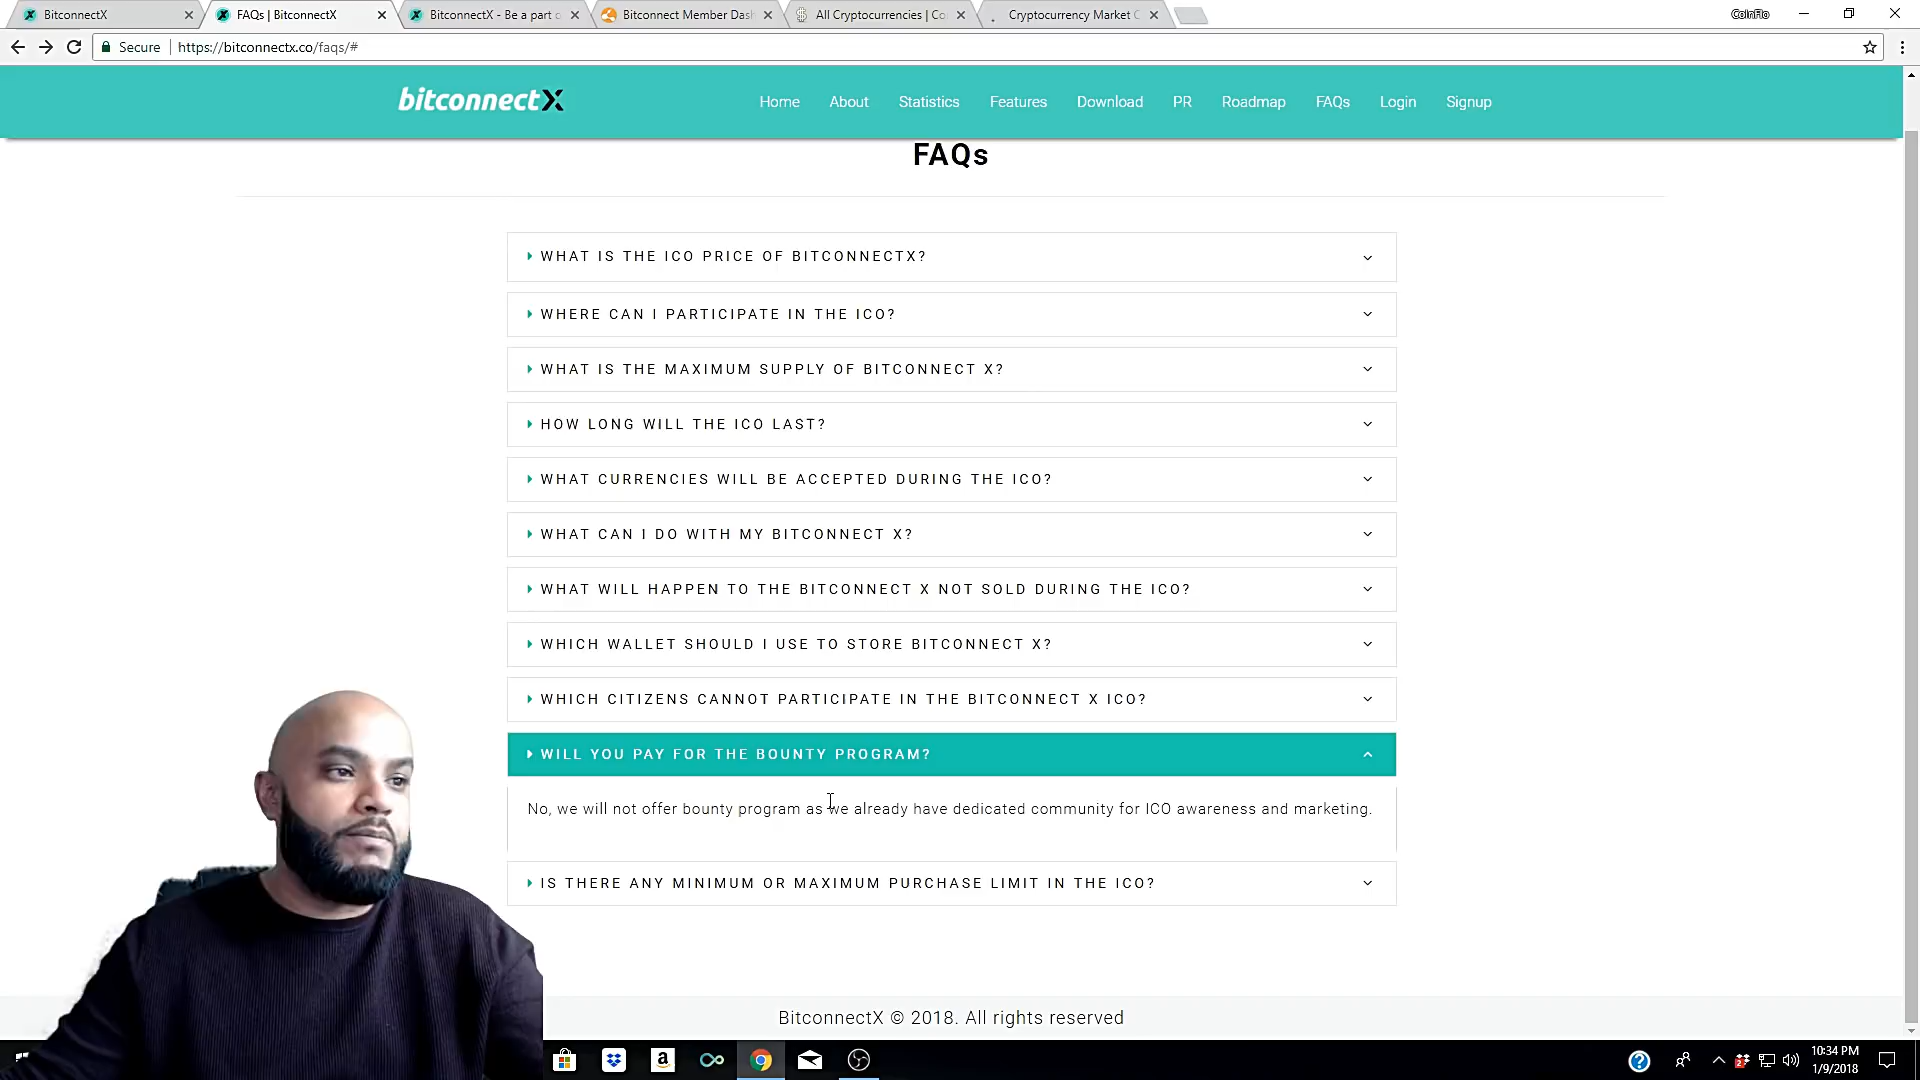 BitconnectX
FAQs | BitconnectX
BitconnectX - Be a part o
Bitconnect Member Das
All Cryptocurrencies | Co
Cryptocurrency Market C
CoinFlo
Secure
https://bitconnectx.co/faqs/#
bitconnectX
Home
About
Statistics
Features
Download
PR
Roadmap
FAQs
Login
Signup
FAQs
WHAT IS THE ICO PRICE OF BITCONNECTX?
WHERE CAN I PARTICIPATE IN THE ICO?
WHAT IS THE MAXIMUM SUPPLY OF BITCONNECT X?
HOW LONG WILL THE ICO LAST?
WHAT CURRENCIES WILL BE ACCEPTED DURING THE ICO?
WHAT CAN I DO WITH MY BITCONNECT X?
WHAT WILL HAPPEN TO THE BITCONNECT X NOT SOLD DURING THE ICO?
WHICH WALLET SHOULD I USE TO STORE BITCONNECT X?
WHICH CITIZENS CANNOT PARTICIPATE IN THE BITCONNECT X ICO?
WILL YOU PAY FOR THE BOUNTY PROGRAM?
No, we will not offer bounty program as we already have dedicated community for ICO awareness and marketing.
IS THERE ANY MINIMUM OR MAXIMUM PURCHASE LIMIT IN THE ICO?
BitconnectX © 2018. All rights reserved
10:34 PM
1/9/2018